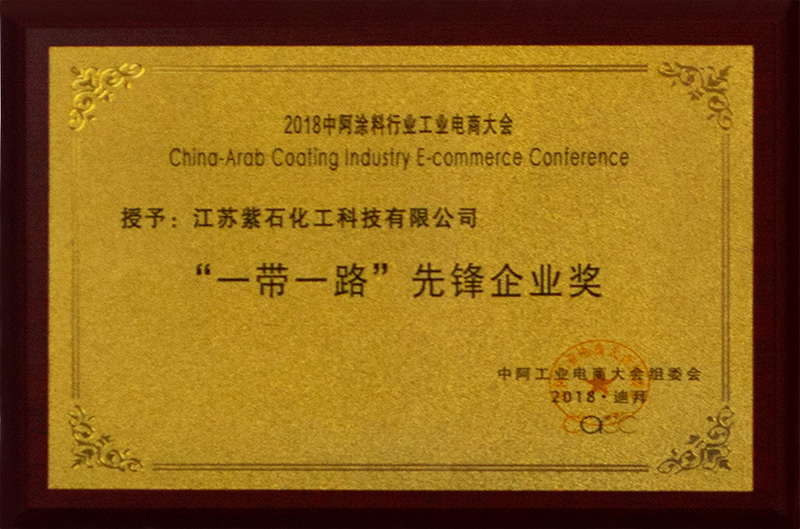 2018中阿涂料行业工业电商大会
China-Arab Coating Industry E-commerce Conference
授予：江苏紫石化工科技有限公司
“一带一路”先锋企业奖
中阿工业电商大会组委会
2018·迪拜
cacc